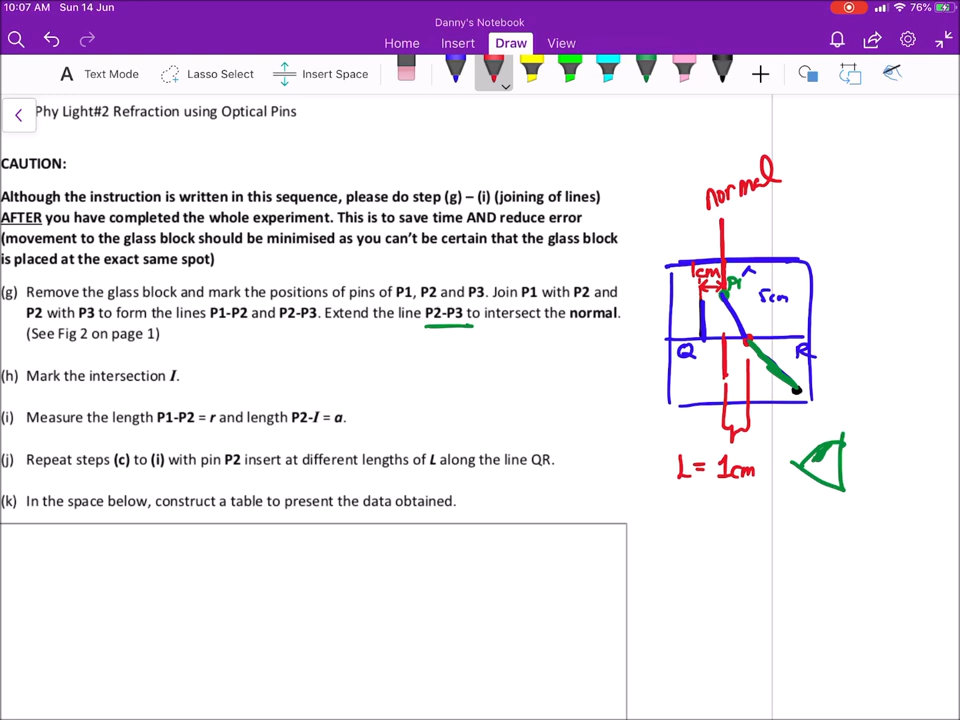 10:07 AM Sun 14 Jun
76%
Danny's Notebook
Home Insert Draw View
A Text Mode Lasso Select Insert Space
Phy Light#2 Refraction using Optical Pins
CAUTION:
Although the instruction is written in this sequence, please do step (g) – (i) (joining of lines)
AFTER you have completed the whole experiment. This is to save time AND reduce error
(movement to the glass block should be minimised as you can't be certain that the glass block
is placed at the exact same spot)
(g) Remove the glass block and mark the positions of pins of P1, P2 and P3. Join P1 with P2 and
P2 with P3 to form the lines P1-P2 and P2-P3. Extend the line P2-P3 to intersect the normal.
(See Fig 2 on page 1)
(h) Mark the intersection I.
(i) Measure the length P1-P2 = r and length P2-I = a.
(j) Repeat steps (c) to (i) with pin P2 insert at different lengths of L along the line QR.
(k) In the space below, construct a table to present the data obtained.
normal
1cm
P1
5cm
Q R
L = 1cm